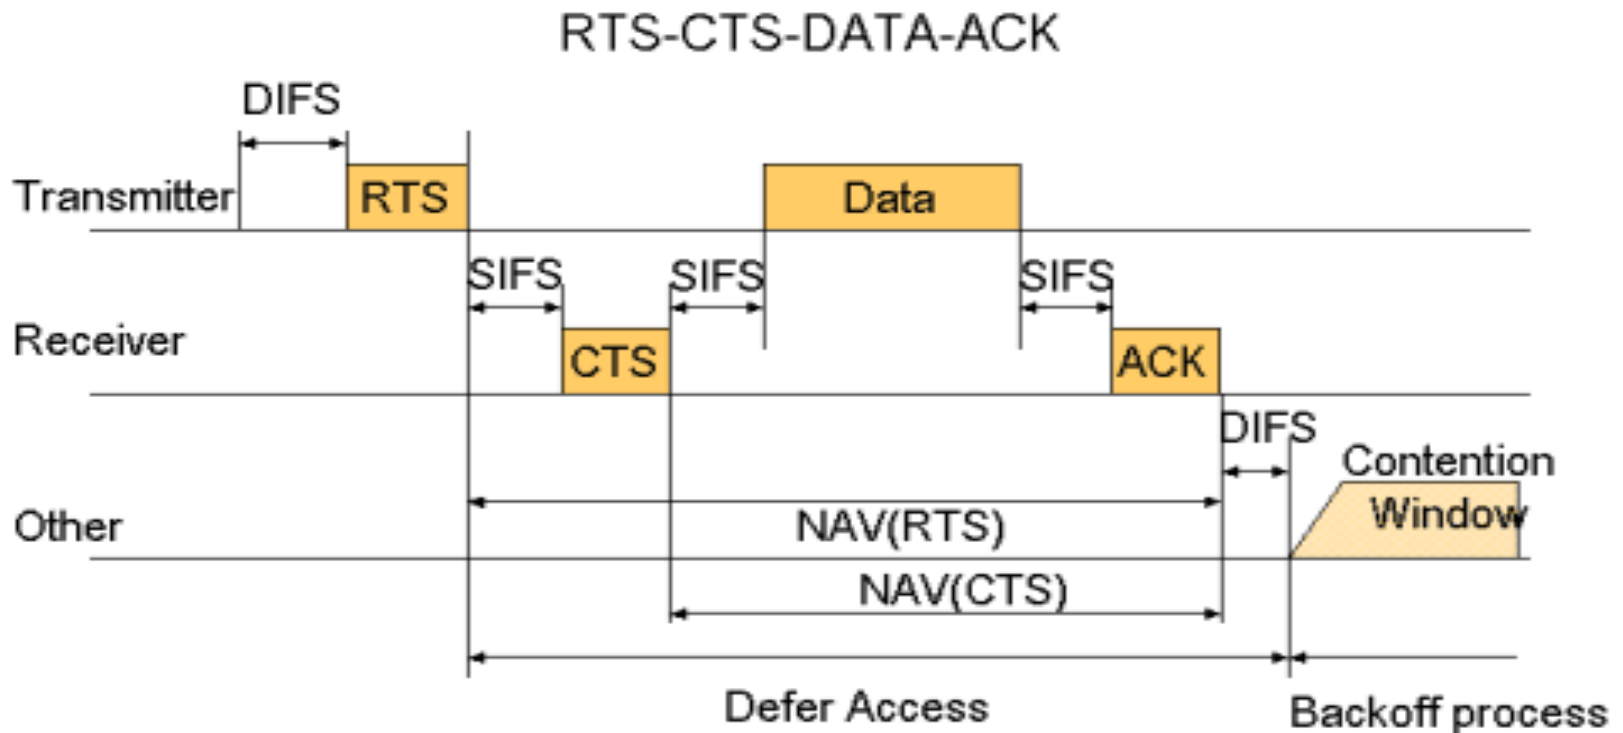 RTS-CTS-DATA-ACK
DIFS
Transmitter
RTS
Data
SIFS
SIFS
SIFS
Receiver
CTS
ACK
DIFS
Contention
Window
Other
NAV(RTS)
NAV(CTS)
Defer Access
Backoff process